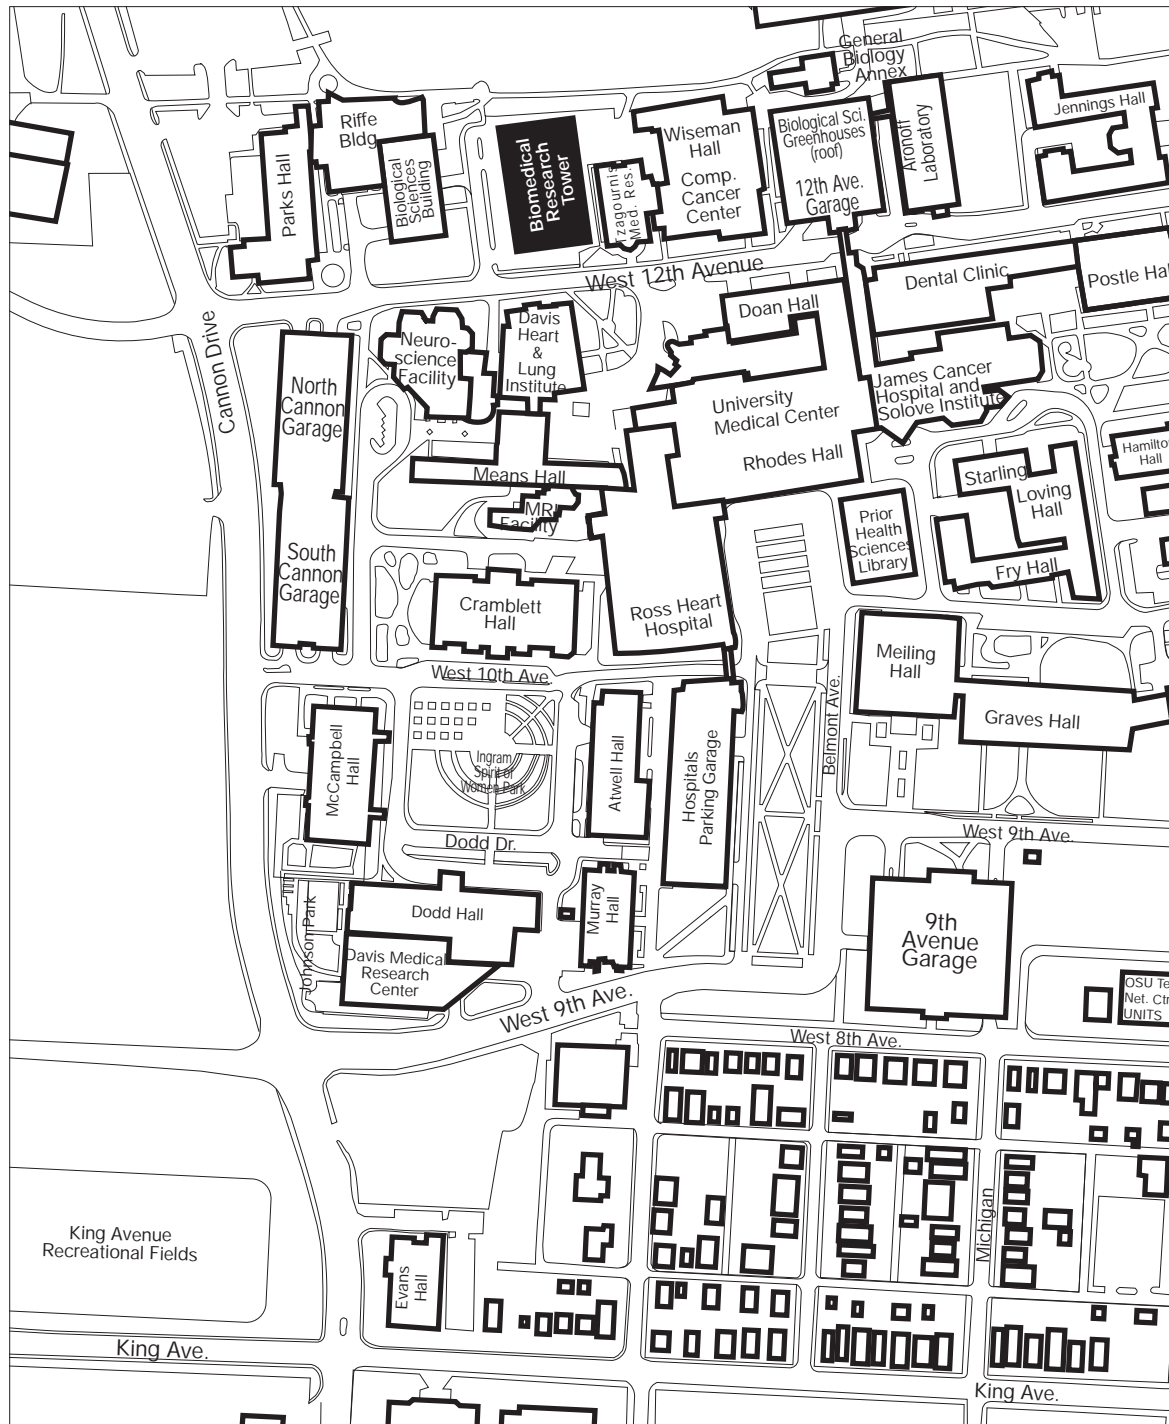 General
Biology
Annex
Riffe
Bldg.
Parks Hall
Biological
Sciences
Building
Biomedical
Research
Tower
Tzagournis
Med. Res.
Wiseman
Hall
Comp.
Cancer
Center
Biological Sci.
Greenhouses
(roof)
12th Ave.
Garage
Aronoff
Laboratory
Jennings Hall
West 12th Avenue
Dental Clinic
Postle Hal
Doan Hall
Cannon Drive
Neuro-
science
Facility
Davis
Heart
&
Lung
Institute
North
Cannon
Garage
University
Medical Center
Rhodes Hall
James Cancer
Hospital and
Solove Institute
Means Hall
MRI
Facility
Starling
Loving
Hall
Fry Hall
Hamilto
Hall
Prior
Health
Sciences
Library
South
Cannon
Garage
Cramblett
Hall
Ross Heart
Hospital
West 10th Ave.
Meiling
Hall
Graves Hall
Belmont Ave.
McCampbell
Hall
Ingram
Spirit of
Women Park
Atwell Hall
Hospitals
Parking Garage
Dodd Dr.
West 9th Ave.
Dodd Hall
Murray
Hall
Johnson Park
Davis Medical
Research
Center
9th
Avenue
Garage
OSU Te
Net. Ctr
UNITS
West 9th Ave.
West 8th Ave.
Michigan
King Avenue
Recreational Fields
Evans
Hall
King Ave.
King Ave.